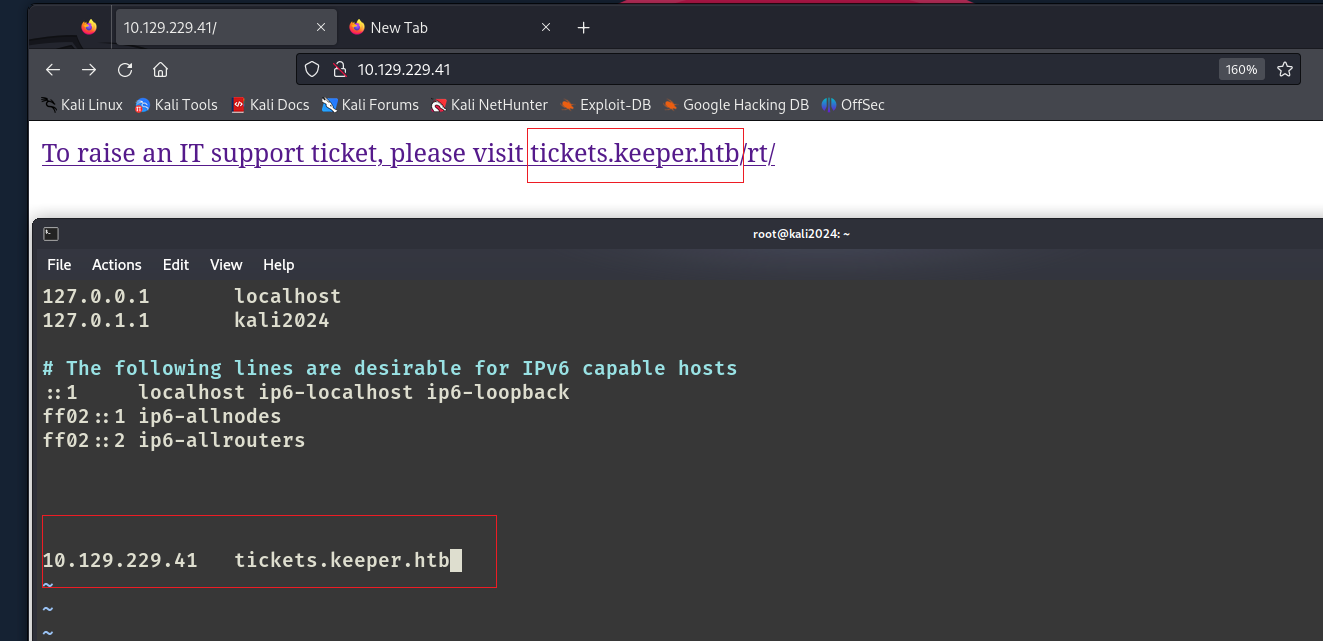 10.129.229.41/
New Tab
10.129.229.41
160%
Kali Linux Kali Tools Kali Docs Kali Forums Kali NetHunter Exploit-DB Google Hacking DB OffSec
To raise an IT support ticket, please visit tickets.keeper.htb/rt/
root@kali2024: ~
File Actions Edit View Help
127.0.0.1 localhost
127.0.1.1 kali2024
# The following lines are desirable for IPv6 capable hosts
::1 localhost ip6-localhost ip6-loopback
ff02::1 ip6-allnodes
ff02::2 ip6-allrouters
10.129.229.41 tickets.keeper.htb
~
~
~